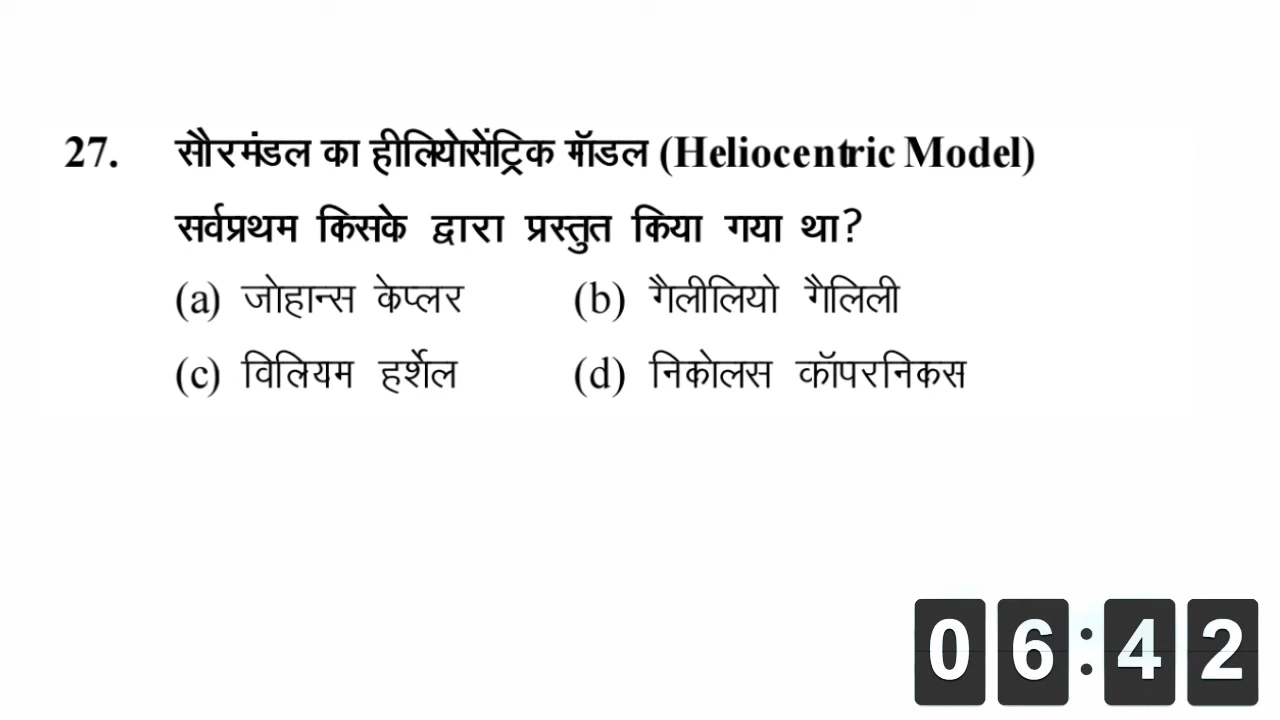 27. सौरमंडल का हीलियोसेंट्रिक मॉडल (Heliocentric Model)
सर्वप्रथम किसके द्वारा प्रस्तुत किया गया था?
(a) जोहान्स केप्लर (b) गैलीलियो गैलिली
(c) विलियम हर्शेल (d) निकोलस कॉपरनिकस
06:42